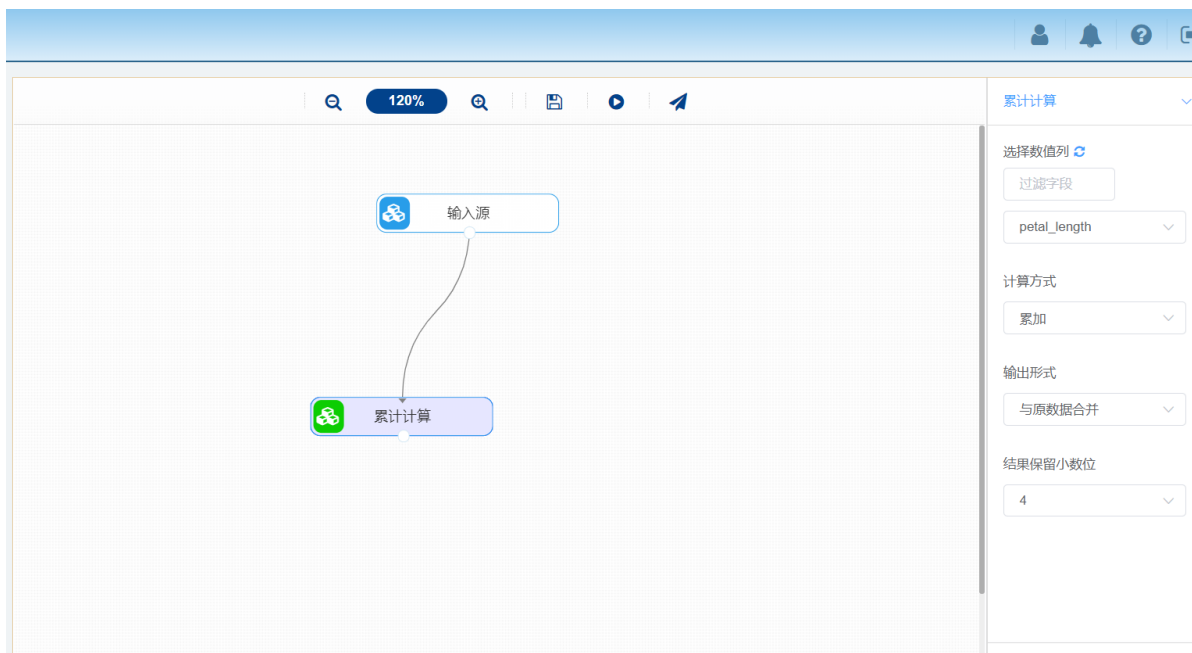 120%
输入源
累计计算
累计计算
选择数值列
过滤字段
petal_length
计算方式
累加
输出形式
与原数据合并
结果保留小数位
4